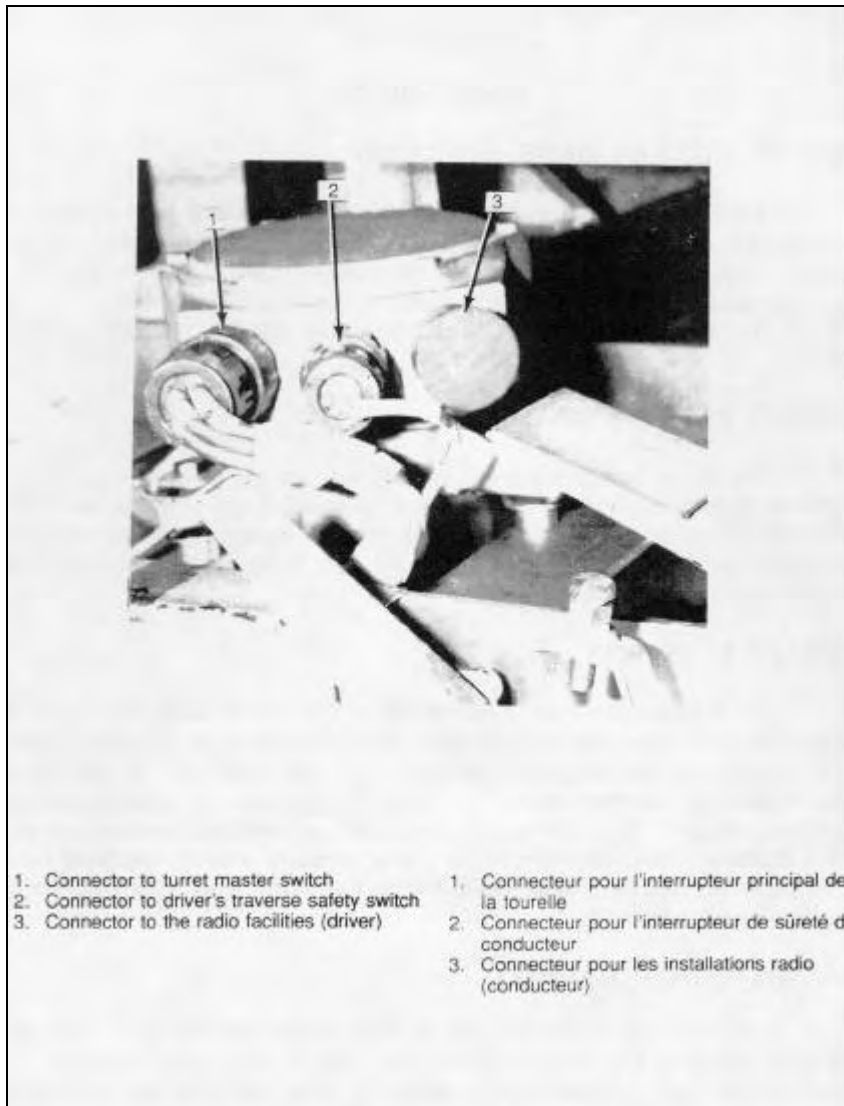 1
2
3
1. Connector to turret master switch
2. Connector to driver's traverse safety switch
3. Connector to the radio facilities (driver)
1. Connecteur pour l'interrupteur principal de
la tourelle
2. Connecteur pour l'interrupteur de sûreté d
conducteur
3. Connecteur pour les installations radio
(conducteur)